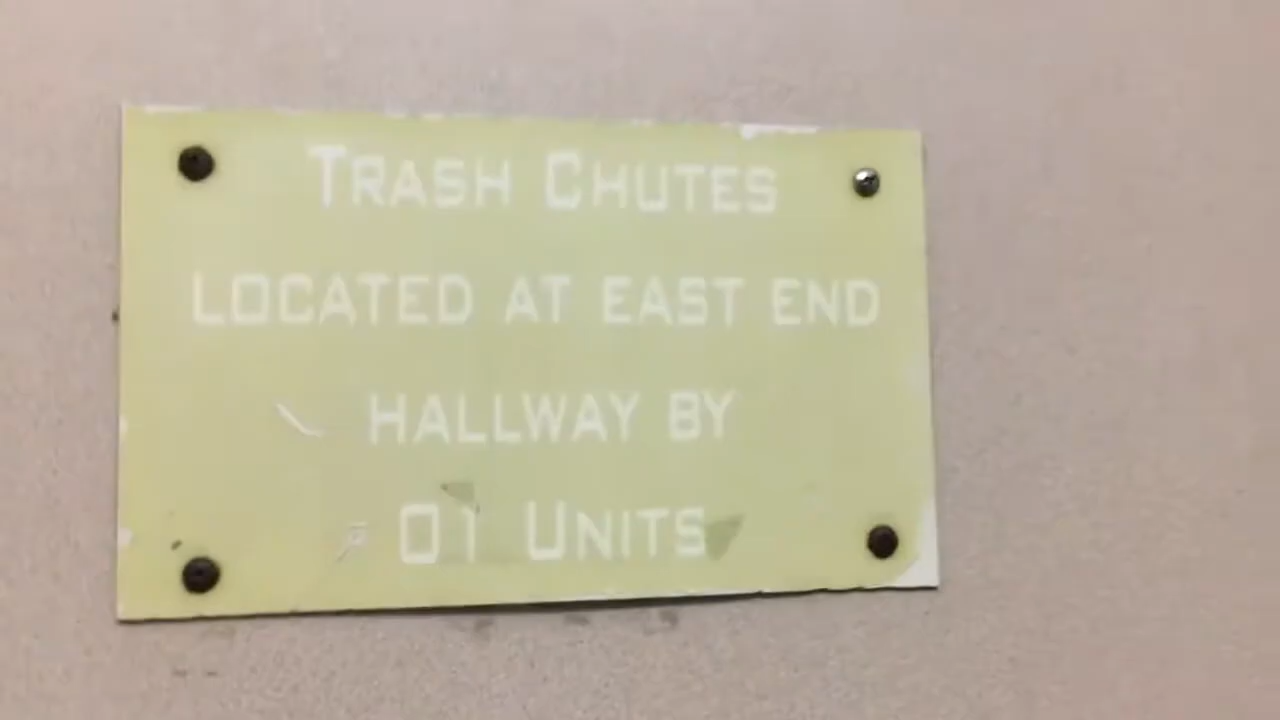 TRASH CHUTES
LOCATED AT EAST END
HALLWAY BY
01 UNITS